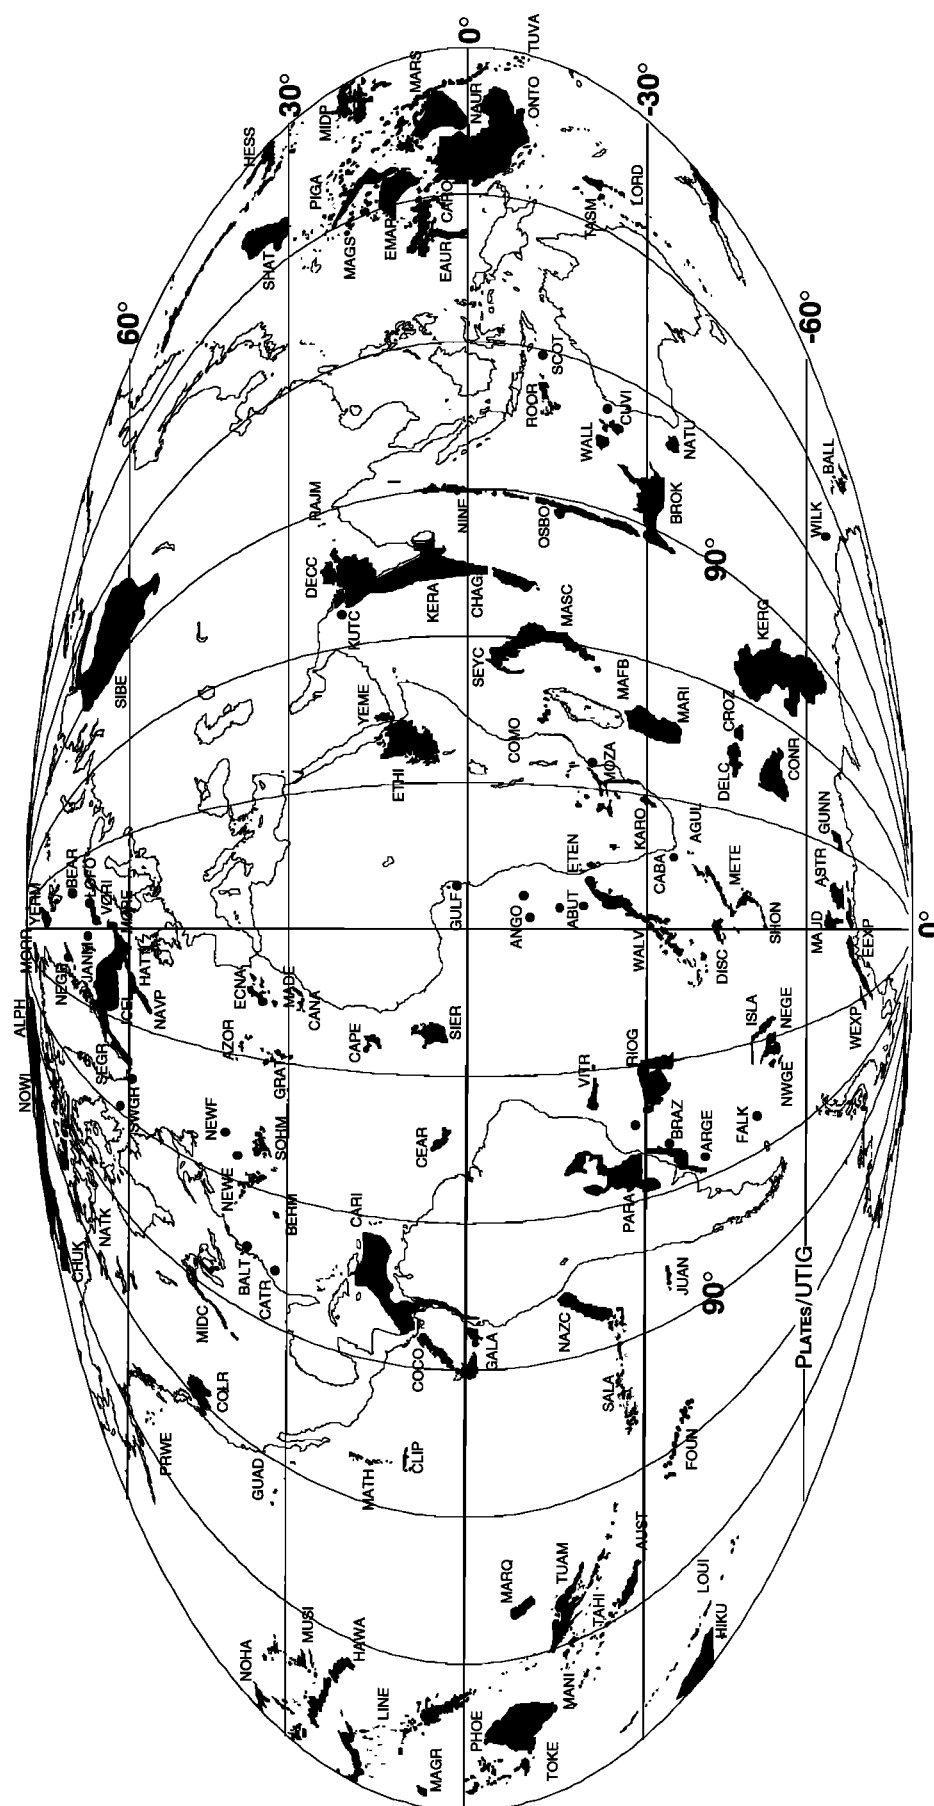 60°
30°
0°
-30°
-60°
90°
0°
90°
PLATES/UTIG
NOWI
ALPH
MORR
YERM
CHUK
NATK
NEGR
JANM
BEAR
LOFO
VORI
MORE
SEGR
ICEL
HATT
SWGR
NAVP
SIBE
PRWE
COLR
MIDC
NEWE
NEWF
AZOR
ECNA
BALT
CATR
BERM
SOHM
GRAT
MADE
CANA
GUAD
NOHA
MUSI
HAWA
LINE
MAGR
MATH
CLIP
COCO
GALA
CARI
CEAR
CAPE
SIER
GULF
YEME
ETHI
KUTC
DECC
RAJM
KERA
CHAG
NINE
HESS
SHAT
PIGA
MIDP
MAGS
EMAR
EAUR
CARO
MARS
NAUR
ONTO
TUVA
PHOE
TOKE
MANI
MARQ
TUAM
TAHI
AUST
LOUI
HIKU
NAZC
SALA
FOUN
JUAN
PARA
VITR
RIOG
BRAZ
ARGE
FALK
ISLA
NEGE
NWGE
ANGO
ABUT
ETEN
WALV
DISC
CABA
KARO
AGUL
METE
SHON
COMO
MOZA
MAFB
MARI
SEYC
MASC
OSBO
ROOR
SCOT
WALL
CUVI
NATU
BROK
TASM
LORD
DELC
CROZ
CONR
KERG
WILK
BALL
GUNN
ASTR
MAUD
EEXP
WEXP